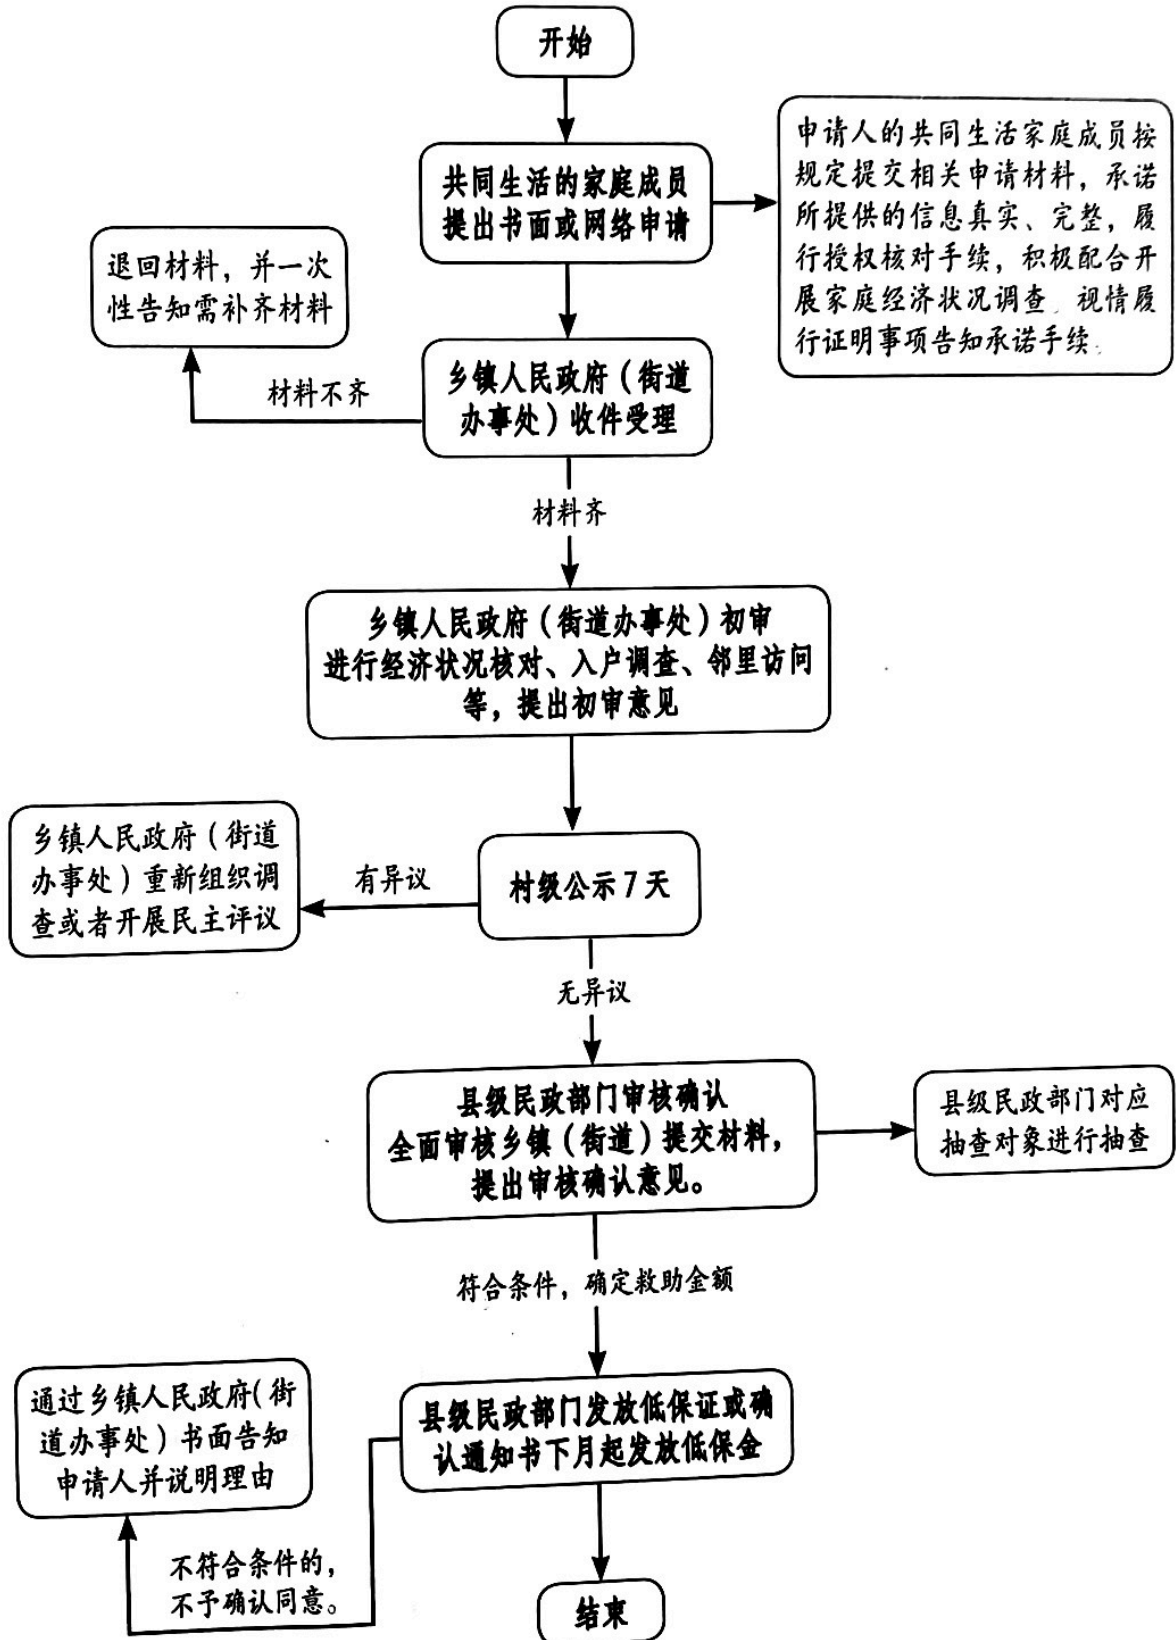 开始
共同生活的家庭成员
提出书面或网络申请
申请人的共同生活家庭成员按
规定提交相关申请材料，承诺
所提供的信息真实、完整，履
行授权核对手续，积极配合开
展家庭经济状况调查 视情履
行证明事项告知承诺手续
退回材料，并一次
性告知需补齐材料
材料不齐
乡镇人民政府（街道
办事处）收件受理
材料齐
乡镇人民政府（街道办事处）初审
进行经济状况核对、入户调查、邻里访问
等，提出初审意见
乡镇人民政府（街道
办事处）重新组织调
查或者开展民主评议
有异议
村级公示7天
无异议
县级民政部门审核确认
全面审核乡镇（街道）提交材料，
提出审核确认意见。
县级民政部门对应
抽查对象进行抽查
符合条件，确定救助金额
通过乡镇人民政府（街
道办事处）书面告知
申请人并说明理由
县级民政部门发放低保证或确
认通知书下月起发放低保金
不符合条件的，
不予确认同意。
结束